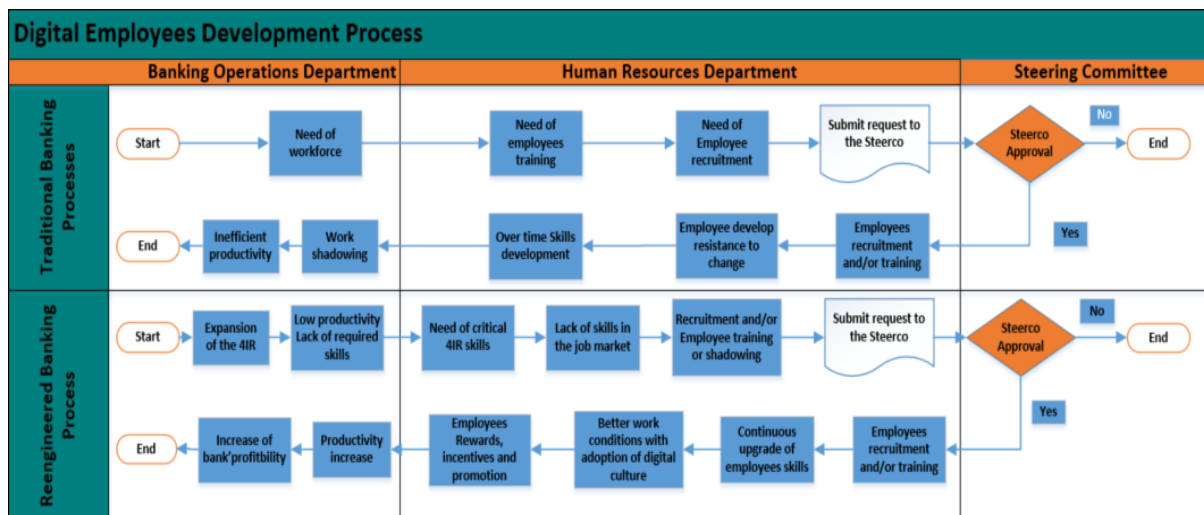 Digital Employees Development Process
Banking Operations Department
Human Resources Department
Steering Committee
Traditional Banking
Processes
Start
Need of
workforce
Need of
employees
training
Need of
Employee
recruitment
Submit request to
the Steerco
Steerco
Approval
No
End
Yes
Employees
recruitment
and/or training
Employee develop
resistance to
change
Over time Skills
development
Work
shadowing
Inefficient
productivity
End
Reengineered Banking
Process
Start
Expansion
of the 4IR
Low productivity
Lack of required
skills
Need of critical
4IR skills
Lack of skills in
the job market
Recruitment and/or
Employee training
or shadowing
Submit request to
the Steerco
Steerco
Approval
No
End
Yes
Employees
recruitment
and/or training
Continuous
upgrade of
employees skills
Better work
conditions with
adoption of digital
culture
Employees
Rewards,
incentives and
promotion
Productivity
increase
Increase of
bank'profitbility
End